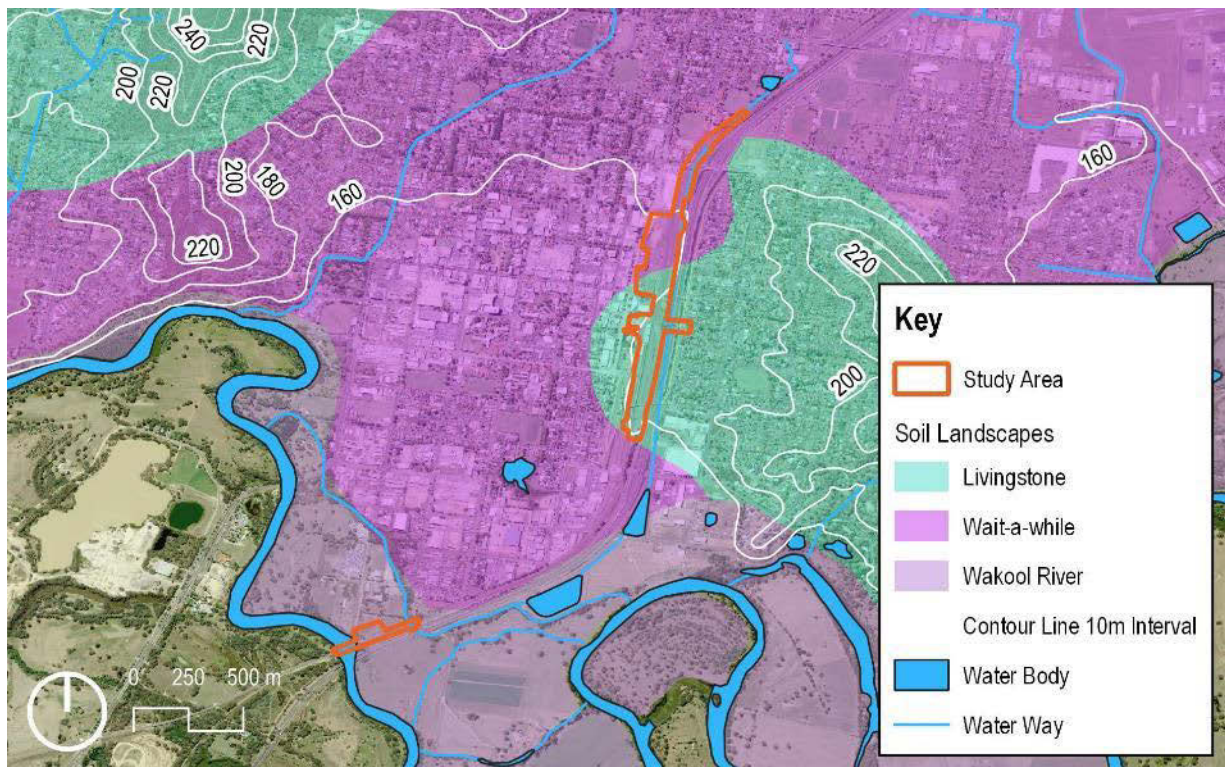 240
220
220
200
220
200
180
160
220
160
220
200
Key
Study Area
Soil Landscapes
Livingstone
Wait-a-while
Wakool River
Contour Line 10m Interval
Water Body
Water Way
0 250 500 m